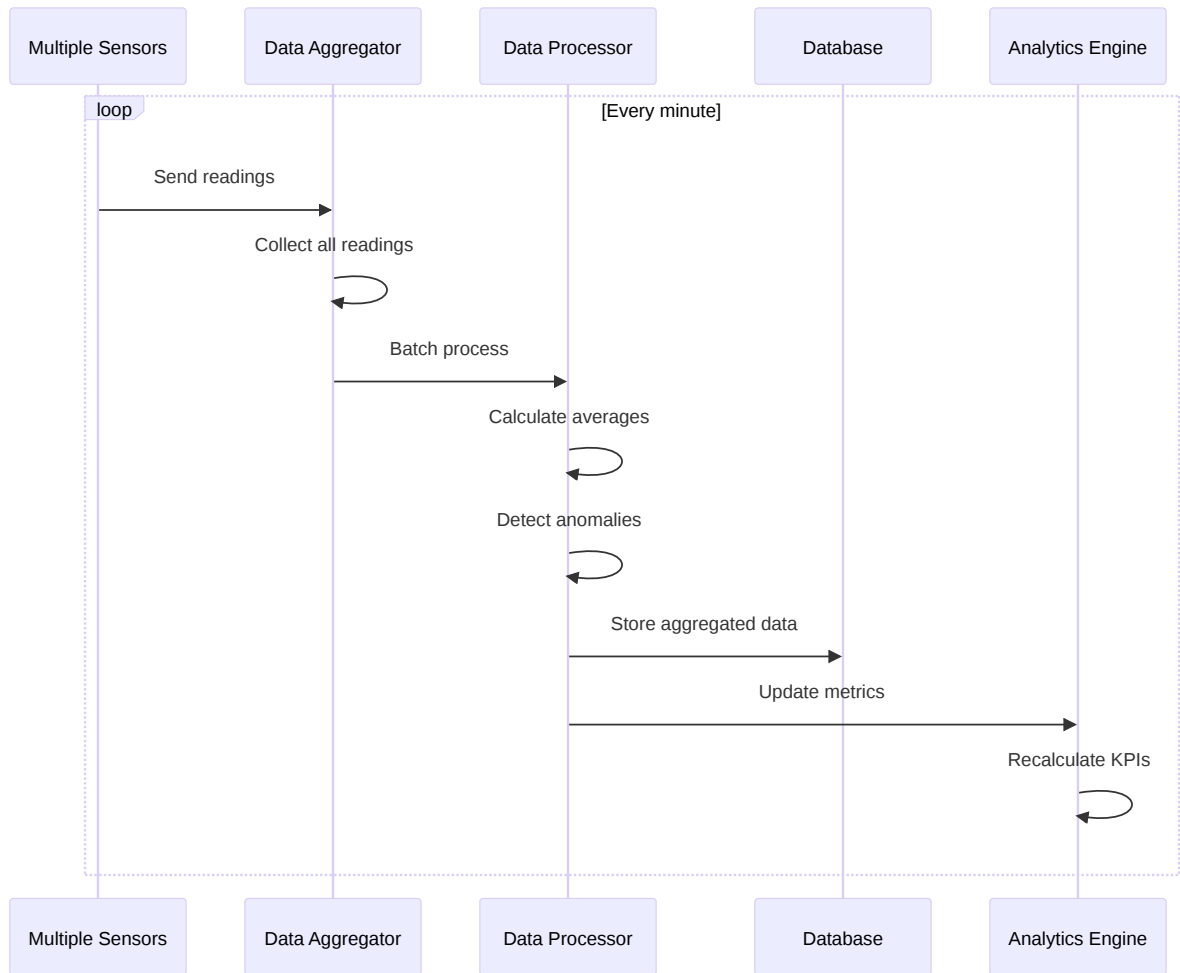 Multiple Sensors
Data Aggregator
Data Processor
Database
Analytics Engine
loop
[Every minute]
Send readings
Collect all readings
Batch process
Calculate averages
Detect anomalies
Store aggregated data
Update metrics
Recalculate KPIs
Multiple Sensors
Data Aggregator
Data Processor
Database
Analytics Engine